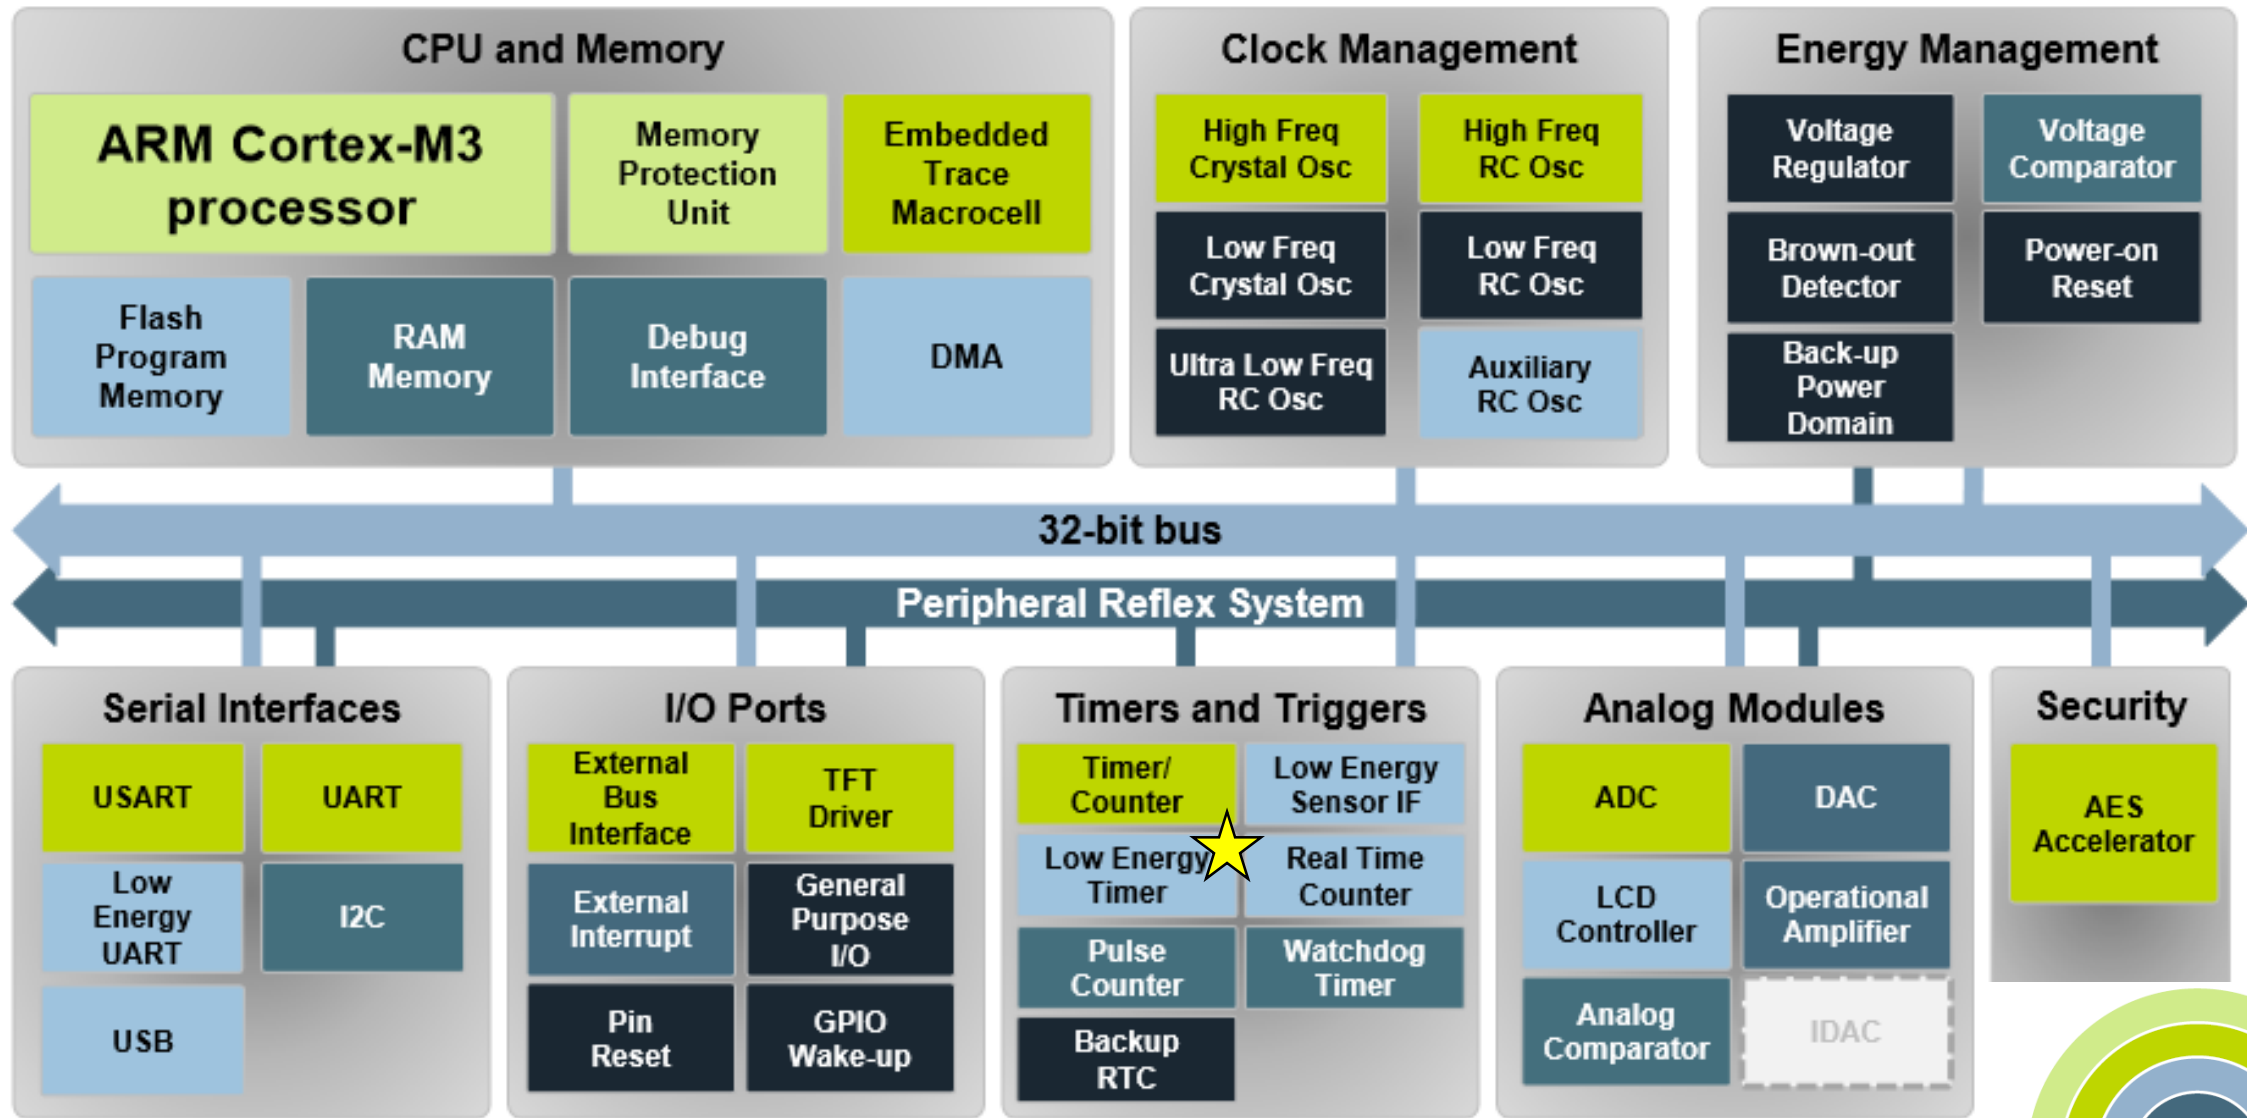 CPU and Memory
ARM Cortex-M3
processor
Memory
Protection
Unit
Embedded
Trace
Macrocell
Flash
Program
Memory
RAM
Memory
Debug
Interface
DMA
Clock Management
High Freq
Crystal Osc
High Freq
RC Osc
Low Freq
Crystal Osc
Low Freq
RC Osc
Ultra Low Freq
RC Osc
Auxiliary
RC Osc
Energy Management
Voltage
Regulator
Voltage
Comparator
Brown-out
Detector
Power-on
Reset
Back-up
Power
Domain
32-bit bus
Peripheral Reflex System
Serial Interfaces
USART
UART
Low
Energy
UART
I2C
USB
I/O Ports
External
Bus
Interface
TFT
Driver
External
Interrupt
General
Purpose
I/O
Pin
Reset
GPIO
Wake-up
Timers and Triggers
Timer/
Counter
Low Energy
Sensor IF
Low Energy
Timer
Real Time
Counter
Pulse
Counter
Watchdog
Timer
Backup
RTC
Analog Modules
ADC
DAC
LCD
Controller
Operational
Amplifier
Analog
Comparator
IDAC
Security
AES
Accelerator